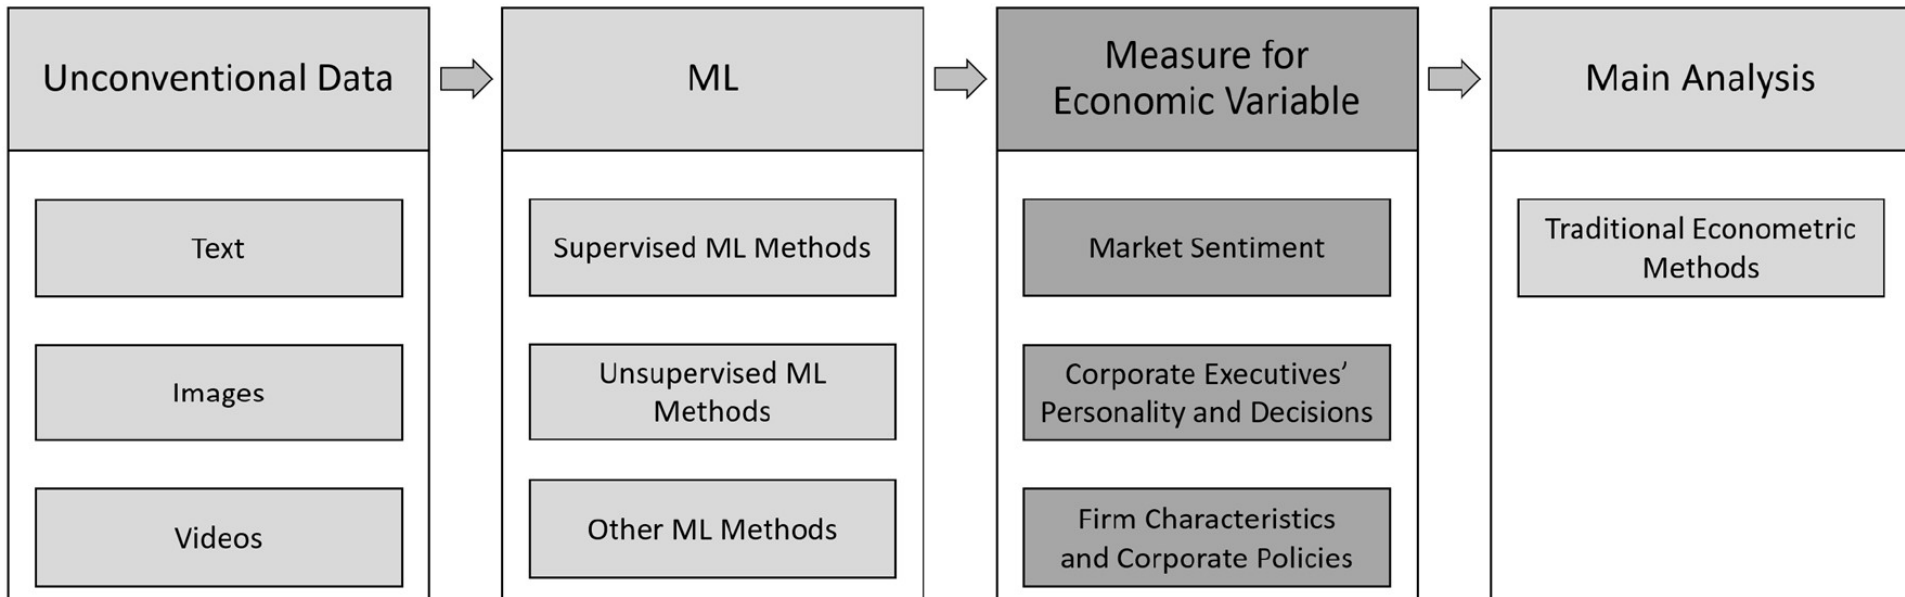 Unconventional Data
Text
Images
Videos
ML
Supervised ML Methods
Unsupervised ML
Methods
Other ML Methods
Measure for
Economic Variable
Market Sentiment
Corporate Executives’
Personality and Decisions
Firm Characteristics
and Corporate Policies
Main Analysis
Traditional Econometric
Methods